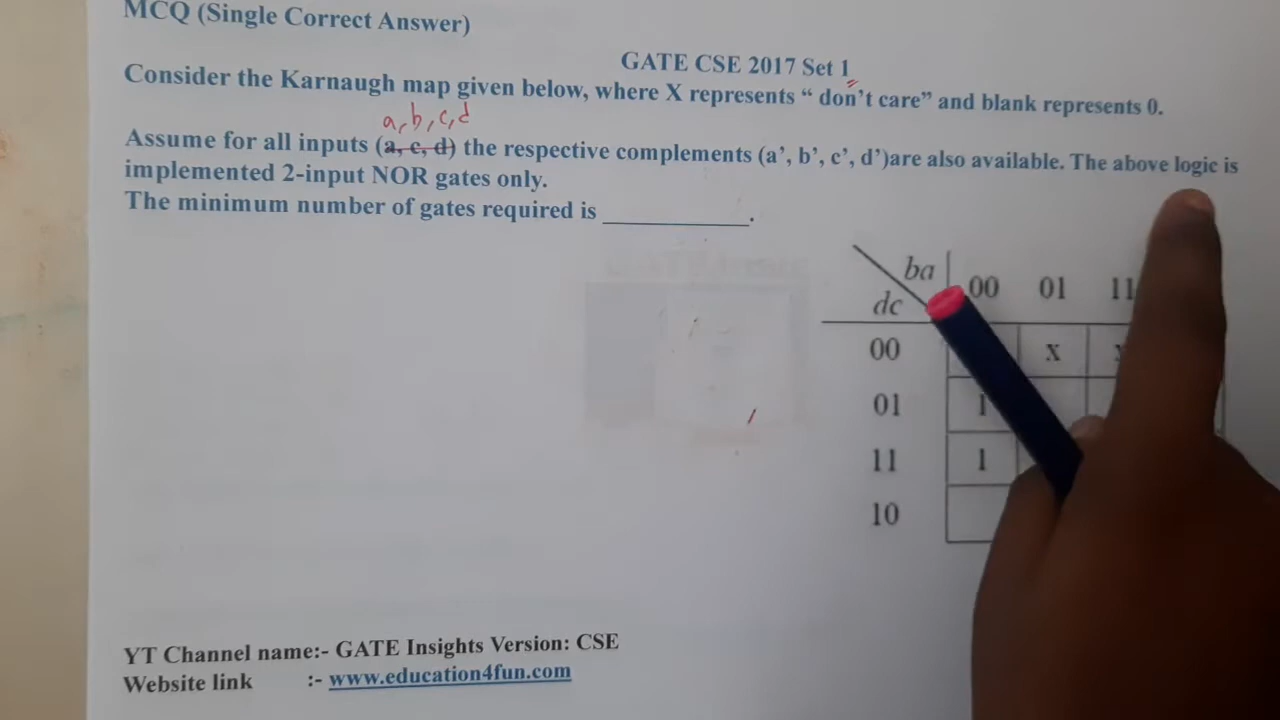 MCQ (Single Correct Answer)
GATE CSE 2017 Set 1
Consider the Karnaugh map given below, where X represents “ don’t care” and blank represents 0.
a, b, c, d
Assume for all inputs (a, c, d) the respective complements (a’, b’, c’, d’)are also available. The above logic is
implemented 2-input NOR gates only.
The minimum number of gates required is __________.
ba
00 01 11
dc
00 x
01 1
11 1
10
YT Channel name:- GATE Insights Version: CSE
Website link :- www.education4fun.com